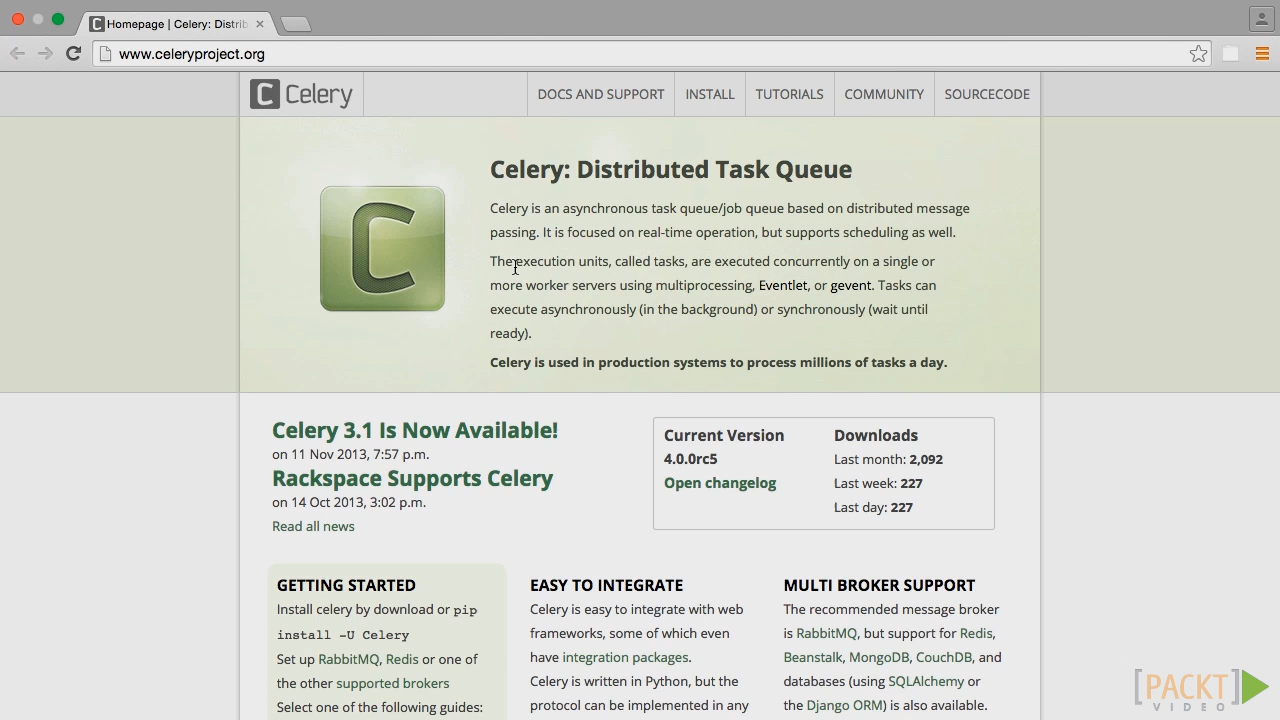 Homepage | Celery: Distrib
www.celeryproject.org
C Celery
DOCS AND SUPPORT
INSTALL
TUTORIALS
COMMUNITY
SOURCECODE
C
Celery: Distributed Task Queue
Celery is an asynchronous task queue/job queue based on distributed message
passing. It is focused on real-time operation, but supports scheduling as well.
The execution units, called tasks, are executed concurrently on a single or
more worker servers using multiprocessing, Eventlet, or gevent. Tasks can
execute asynchronously (in the background) or synchronously (wait until
ready).
Celery is used in production systems to process millions of tasks a day.
Celery 3.1 Is Now Available!
on 11 Nov 2013, 7:57 p.m.
Rackspace Supports Celery
on 14 Oct 2013, 3:02 p.m.
Read all news
Current Version
4.0.0rc5
Open changelog
Downloads
Last month: 2,092
Last week: 227
Last day: 227
GETTING STARTED
Install celery by download or pip
install -U Celery
Set up RabbitMQ, Redis or one of
the other supported brokers
Select one of the following guides:
EASY TO INTEGRATE
Celery is easy to integrate with web
frameworks, some of which even
have integration packages.
Celery is written in Python, but the
protocol can be implemented in any
MULTI BROKER SUPPORT
The recommended message broker
is RabbitMQ, but support for Redis,
Beanstalk, MongoDB, CouchDB, and
databases (using SQLAlchemy or
the Django ORM) is also available.
[PACKT]
VIDEO